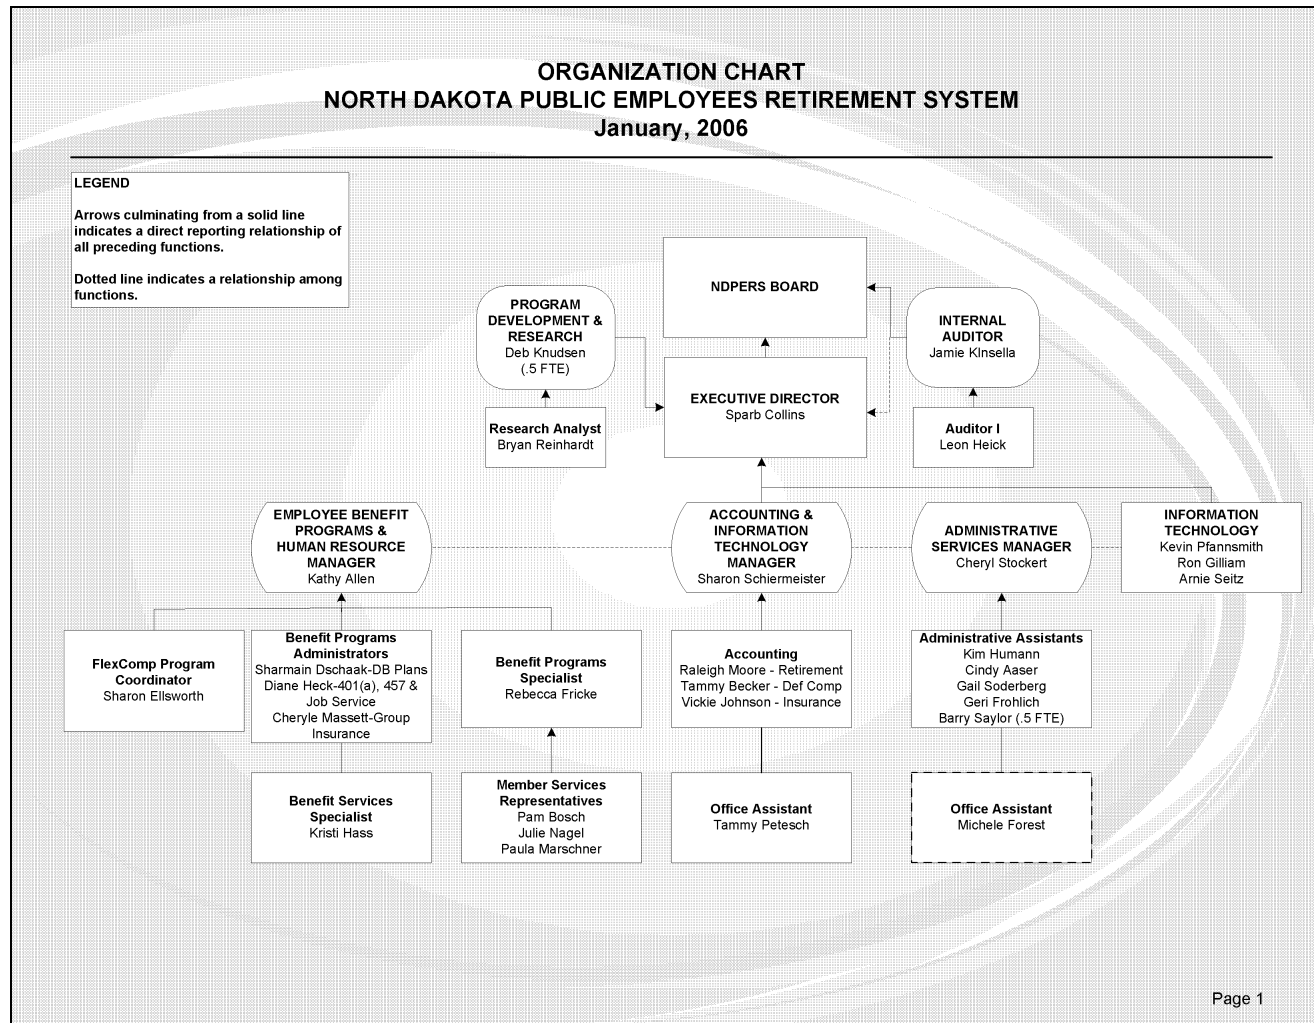 ORGANIZATION CHART
NORTH DAKOTA PUBLIC EMPLOYEES RETIREMENT SYSTEM
January, 2006
LEGEND
Arrows culminating from a solid line
indicates a direct reporting relationship of
all preceding functions.
Dotted line indicates a relationship among
functions.
NDPERS BOARD
PROGRAM
DEVELOPMENT &
RESEARCH
Deb Knudsen
(.5 FTE)
INTERNAL
AUDITOR
Jamie KInsella
EXECUTIVE DIRECTOR
Sparb Collins
Research Analyst
Bryan Reinhardt
Auditor I
Leon Heick
EMPLOYEE BENEFIT
PROGRAMS &
HUMAN RESOURCE
MANAGER
Kathy Allen
ACCOUNTING &
INFORMATION
TECHNOLOGY
MANAGER
Sharon Schiermeister
ADMINISTRATIVE
SERVICES MANAGER
Cheryl Stockert
INFORMATION
TECHNOLOGY
Kevin Pfannsmith
Ron Gilliam
Arnie Seitz
FlexComp Program
Coordinator
Sharon Ellsworth
Benefit Programs
Administrators
Sharmain Dschaak-DB Plans
Diane Heck-401(a), 457 &
Job Service
Cheryle Massett-Group
Insurance
Benefit Programs
Specialist
Rebecca Fricke
Accounting
Raleigh Moore - Retirement
Tammy Becker - Def Comp
Vickie Johnson - Insurance
Administrative Assistants
Kim Humann
Cindy Aaser
Gail Soderberg
Geri Frohlich
Barry Saylor (.5 FTE)
Benefit Services
Specialist
Kristi Hass
Member Services
Representatives
Pam Bosch
Julie Nagel
Paula Marschner
Office Assistant
Tammy Petesch
Office Assistant
Michele Forest
Page 1